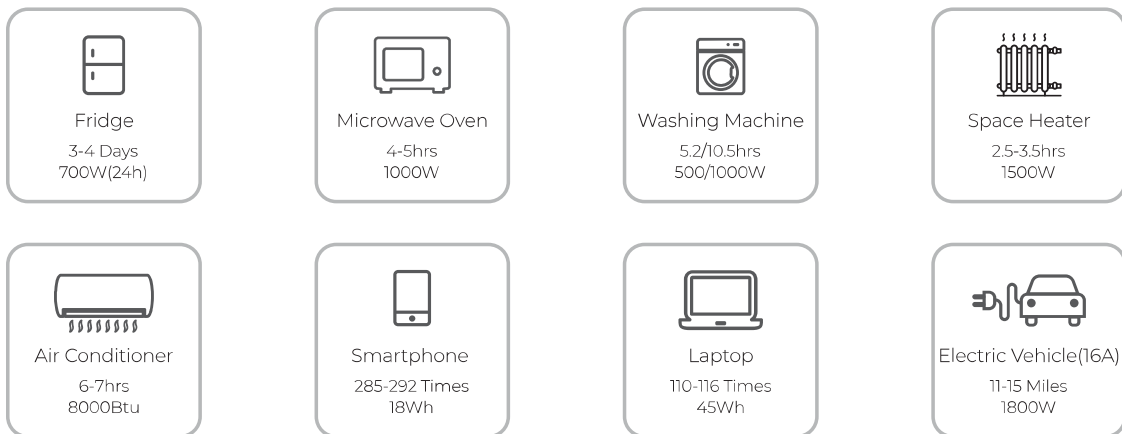 Fridge
3-4 Days
700W(24h)
Microwave Oven
4-5hrs
1000W
Washing Machine
5.2/10.5hrs
500/1000W
Space Heater
2.5-3.5hrs
1500W
Air Conditioner
6-7hrs
8000Btu
Smartphone
285-292 Times
18Wh
Laptop
110-116 Times
45Wh
Electric Vehicle(16A)
11-15 Miles
1800W